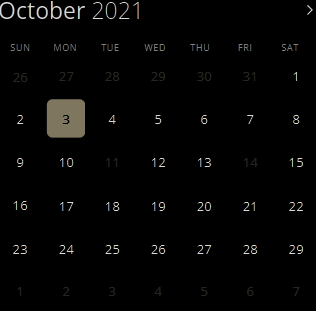 October 2021 >
SUN MON TUE WED THU FRI SAT
26 27 28 29 30 31 1
2 3 4 5 6 7 8
9 10 11 12 13 14 15
16 17 18 19 20 21 22
23 24 25 26 27 28 29
1 2 3 4 5 6 7